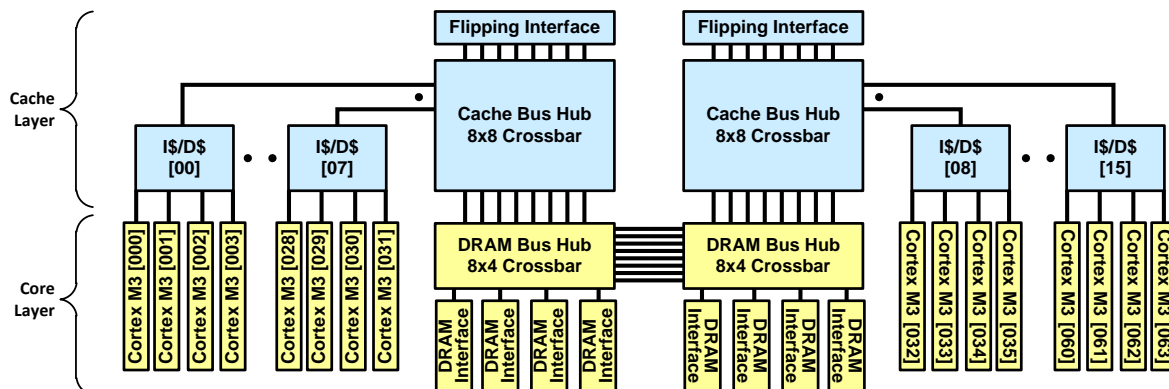 Flipping Interface
Flipping Interface
Cache
Layer
Cache Bus Hub
8x8 Crossbar
Cache Bus Hub
8x8 Crossbar
I$/D$
[00]
I$/D$
[07]
I$/D$
[08]
I$/D$
[15]
Core
Layer
Cortex M3 [000]
Cortex M3 [001]
Cortex M3 [002]
Cortex M3 [003]
Cortex M3 [028]
Cortex M3 [029]
Cortex M3 [030]
Cortex M3 [031]
DRAM Bus Hub
8x4 Crossbar
DRAM Bus Hub
8x4 Crossbar
DRAM
Interface
DRAM
Interface
DRAM
Interface
DRAM
Interface
DRAM
Interface
DRAM
Interface
DRAM
Interface
DRAM
Interface
Cortex M3 [032]
Cortex M3 [033]
Cortex M3 [034]
Cortex M3 [035]
Cortex M3 [060]
Cortex M3 [061]
Cortex M3 [062]
Cortex M3 [063]